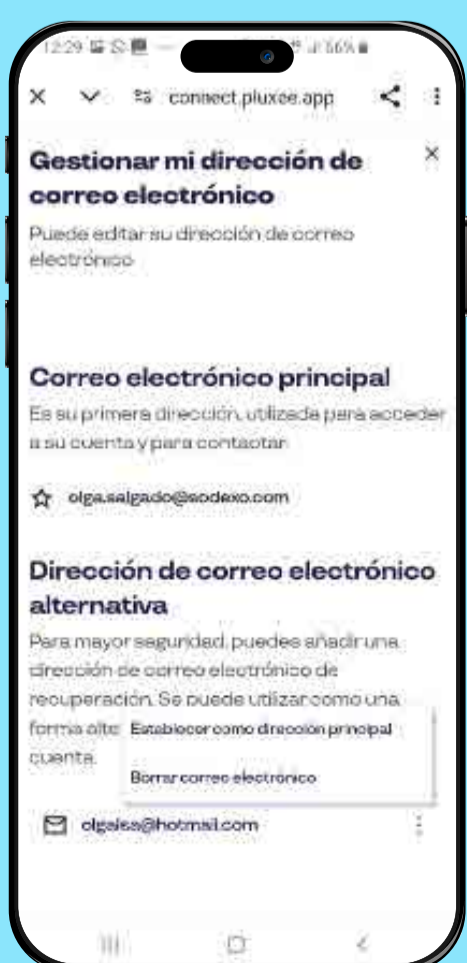 12:29
66%
connect.pluxee.app
Gestionar mi dirección de
correo electrónico
Puede editar su dirección de correo
electrónico
Correo electrónico principal
Es su primera dirección, utilizada para acceder
a su cuenta y para contactar
olga.salgado@sodexo.com
Dirección de correo electrónico
alternativa
Para mayor seguridad, puedes añadir una
dirección de correo electrónico de
recuperación. Se puede utilizar como una
forma alte
Establecer como dirección principal
cuenta.
Borrar correo electrónico
olgaisa@hotmail.com